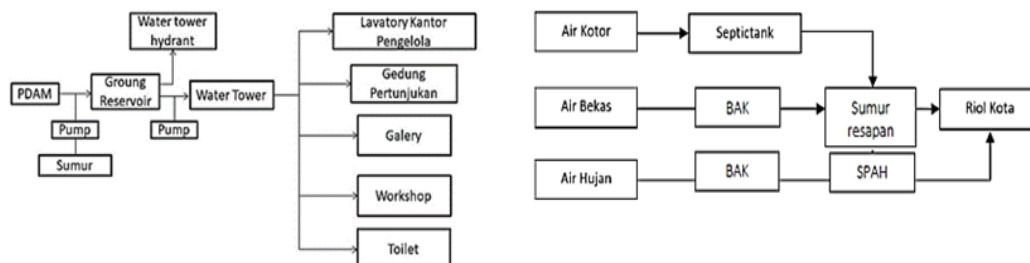 Water tower
hydrant
PDAM
Groung
Reservoir
Water Tower
Pump
Pump
Sumur
Lavatory Kantor
Pengelola
Gedung
Pertunjukan
Galery
Workshop
Toilet
Air Kotor
Septictank
Air Bekas
BAK
Sumur
resapan
Riol Kota
Air Hujan
BAK
SPAH